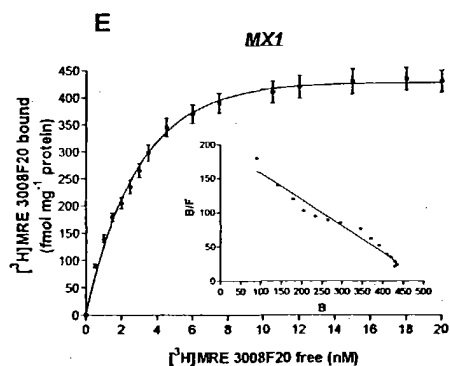 E
MX1
[³H]MRE 3008F20 bound
(fmol mg⁻¹ protein)
450
400
350
300
250
200
150
100
50
0
0 2 4 6 8 10 12 14 16 18 20
[³H]MRE 3008F20 free (nM)
B/F
200
150
100
50
0
0 50 100 150 200 250 300 350 400 450 500
B